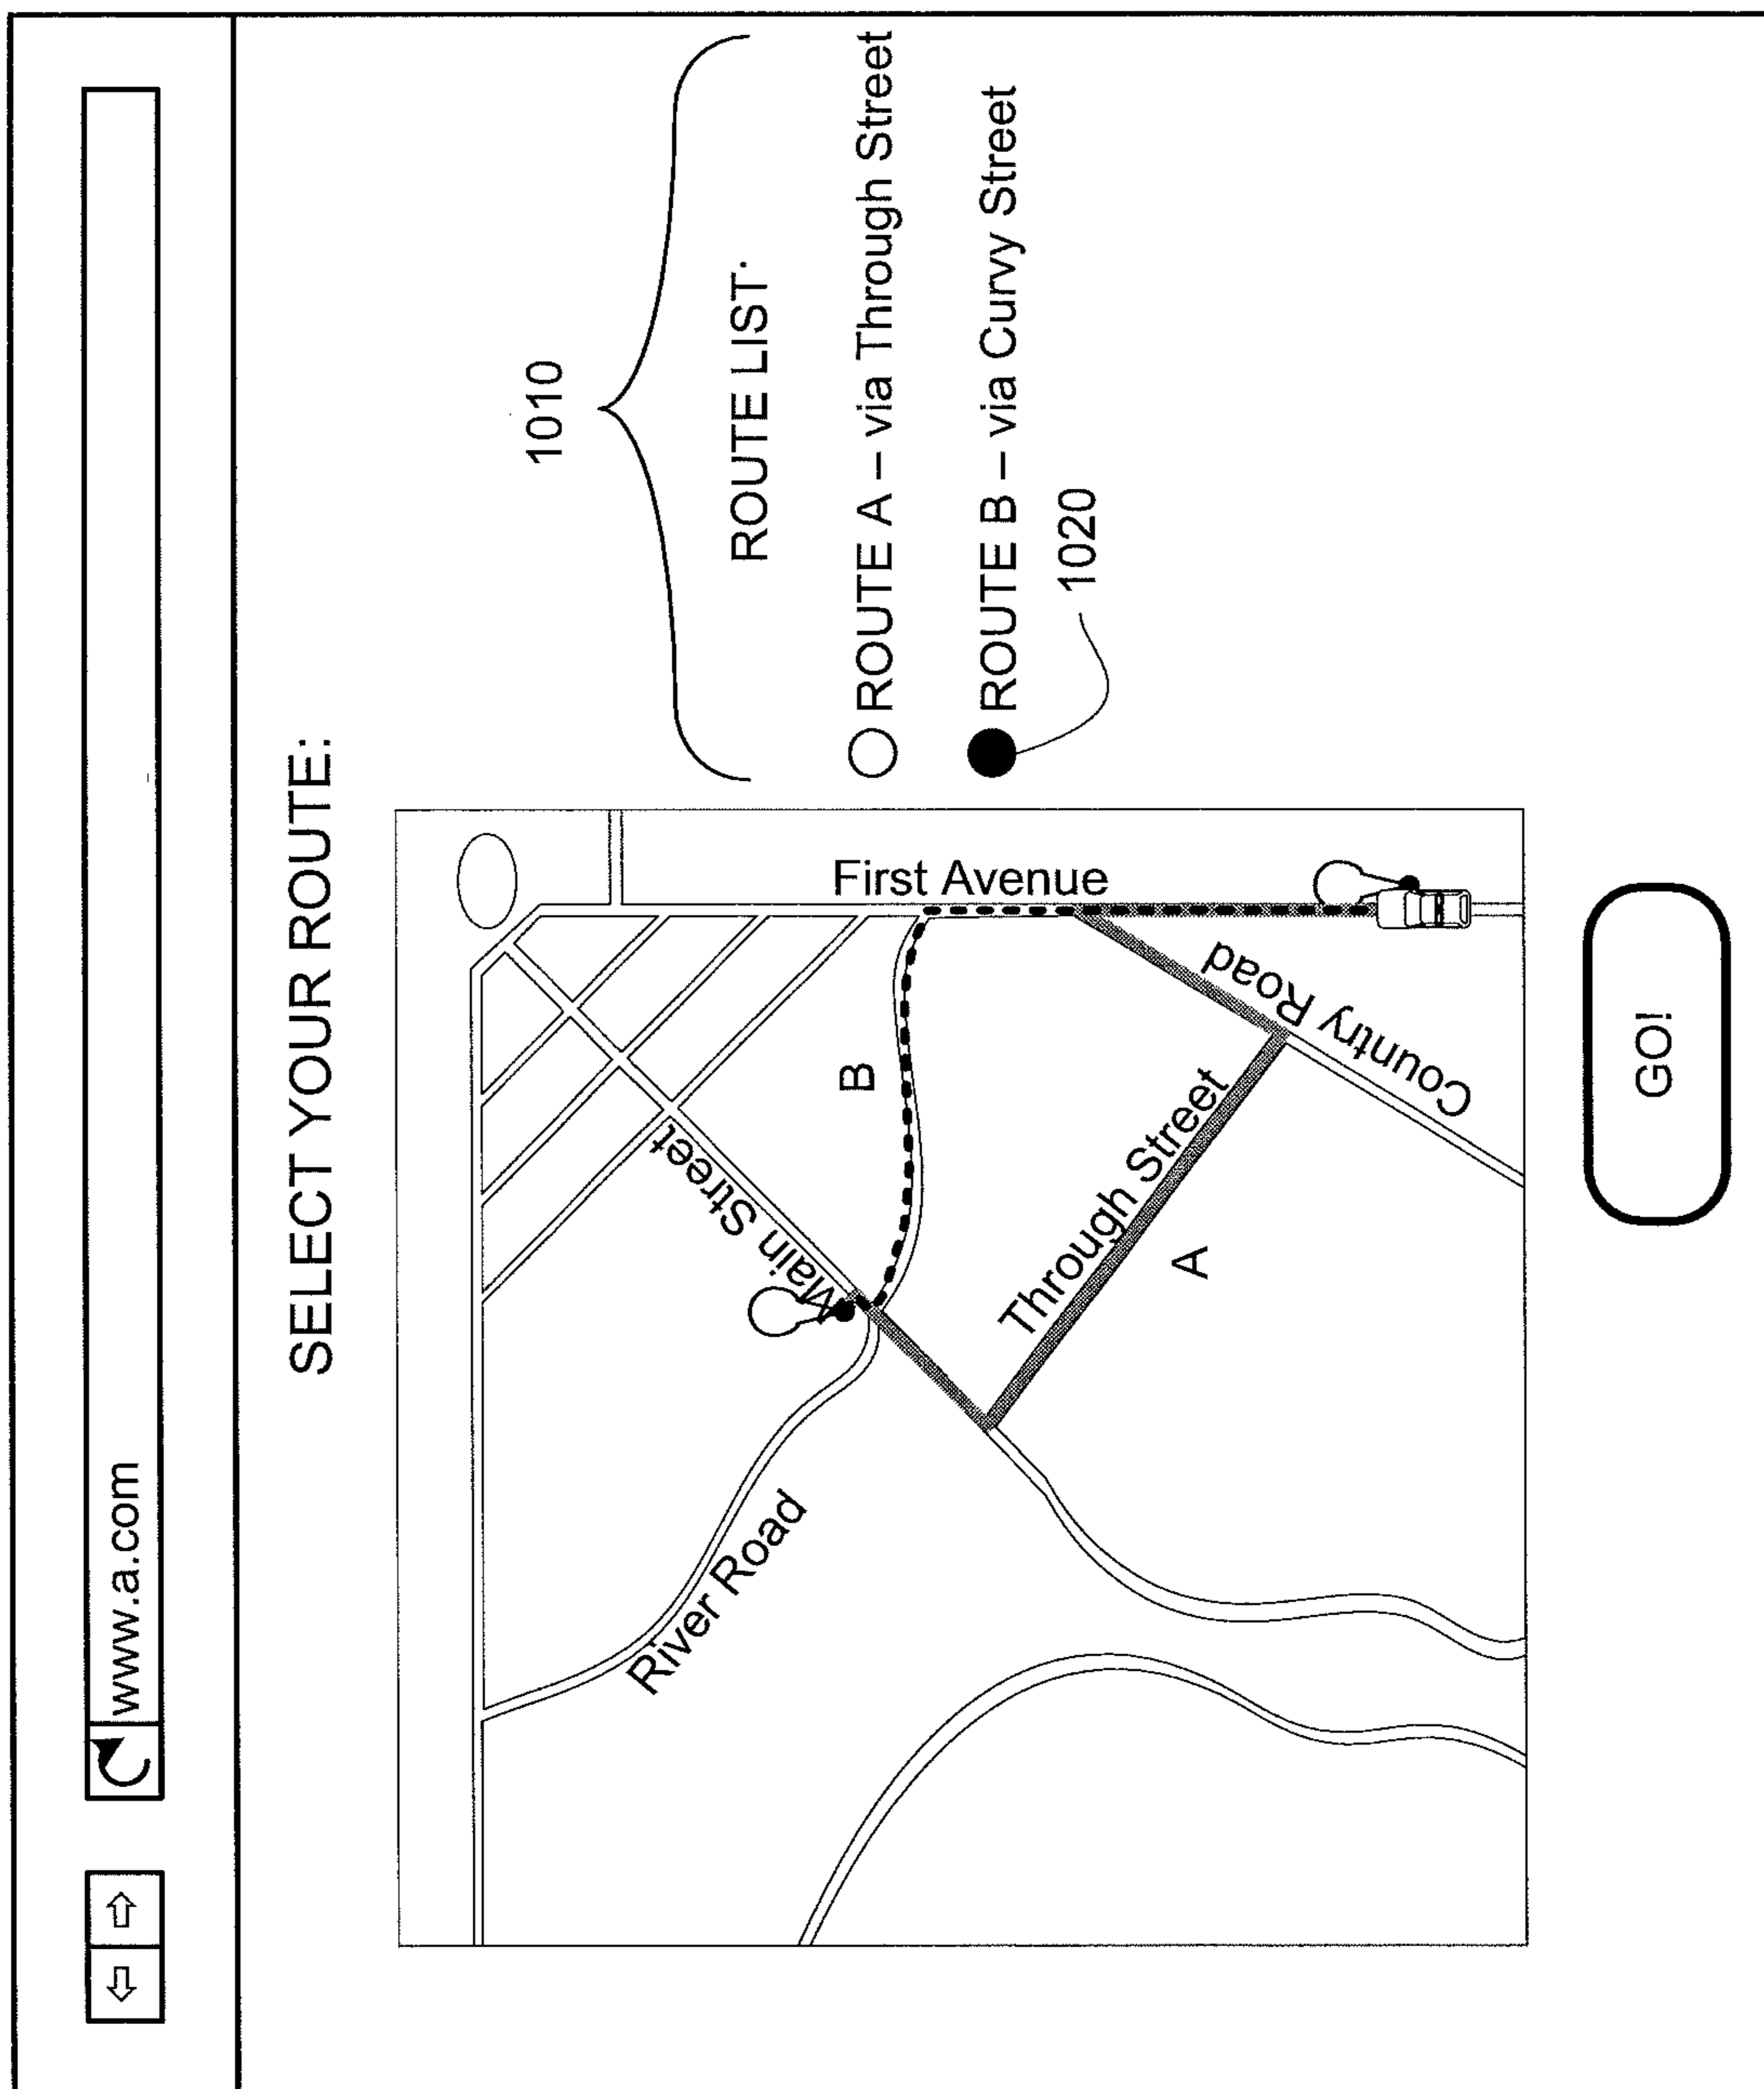 www.a.com
SELECT YOUR ROUTE:
1010
ROUTE LIST:
ROUTE A – via Through Street
ROUTE B – via Curvy Street
1020
First Avenue
Main Street
B
River Road
Through Street
Country Road
A
GO!